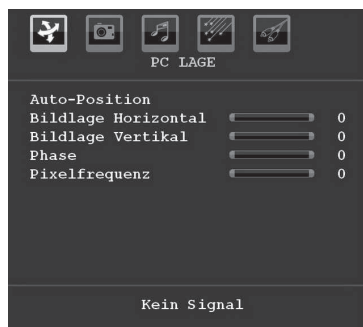 PC LAGE
Auto-Position
Bildlage Horizontal 0
Bildlage Vertikal 0
Phase 0
Pixelfrequenz 0
Kein Signal